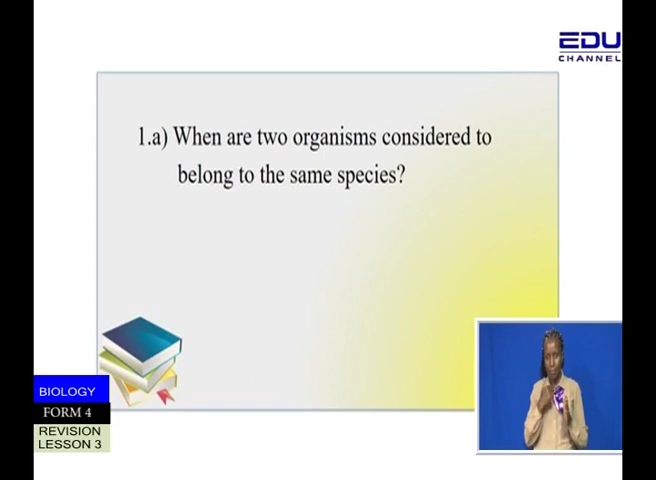 EDU
CHANNEL
1.a) When are two organisms considered to
belong to the same species?
BIOLOGY
FORM 4
REVISION
LESSON 3